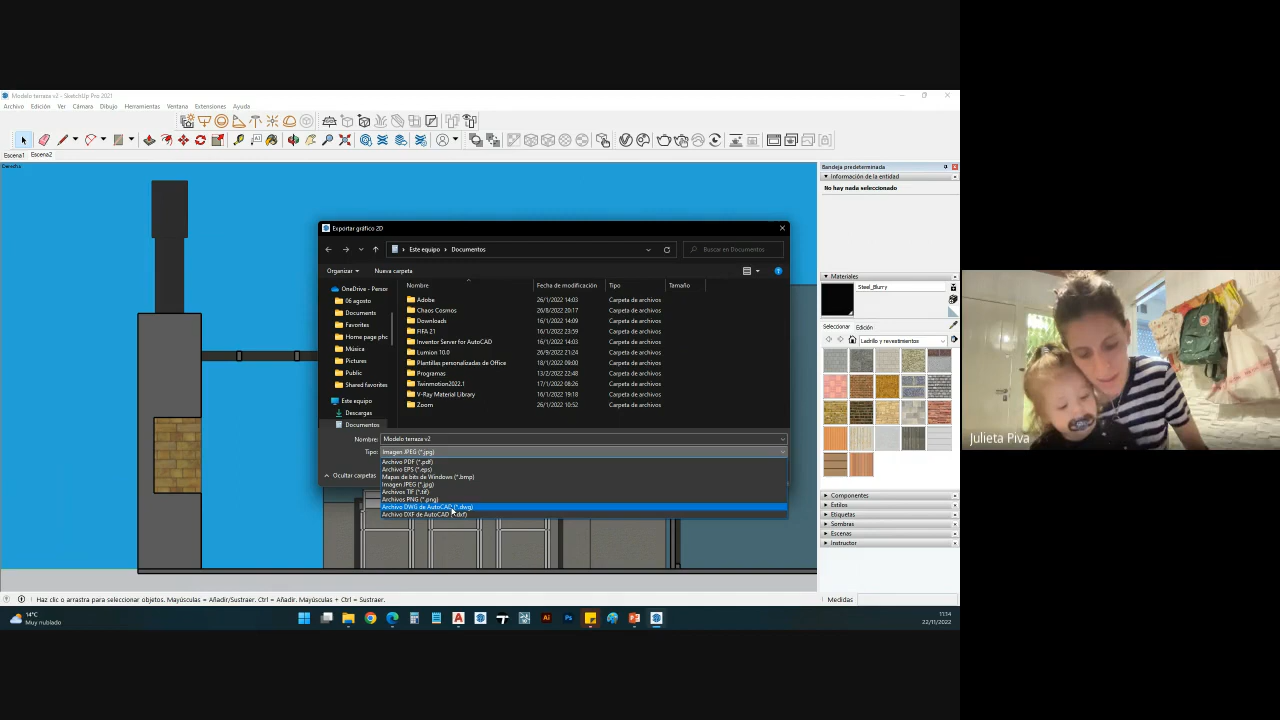 Modelo terraza v2 - SketchUp Pro 2021
Archivo Edición Ver Cámara Dibujo Herramientas Ventana Extensiones Ayuda
Escena1 Escena2
Derecha
Exportar gráfico 2D
Este equipo Documentos
Buscar en Documentos
Organizar Nueva carpeta
Nombre Fecha de modificación Tipo Tamaño
OneDrive - Person
06 agosto
Documents
Favorites
Home page phc
Música
Pictures
Public
Shared favorites
Este equipo
Descargas
Documentos
Adobe 26/1/2022 14:03 Carpeta de archivos
Chaos Cosmos 26/8/2022 20:17 Carpeta de archivos
Downloads 26/1/2022 14:09 Carpeta de archivos
FIFA 21 16/1/2022 23:59 Carpeta de archivos
Inventor Server for AutoCAD 16/1/2022 14:03 Carpeta de archivos
Lumion 10.0 26/9/2022 21:24 Carpeta de archivos
Plantillas personalizadas de Office 18/1/2022 09:00 Carpeta de archivos
Programas 13/2/2022 22:48 Carpeta de archivos
Twinmotion2022.1 17/1/2022 08:26 Carpeta de archivos
V-Ray Material Library 16/1/2022 19:18 Carpeta de archivos
Zoom 26/1/2022 10:52 Carpeta de archivos
Nombre: Modelo terraza v2
Tipo: Imagen JPEG (*.jpg)
Archivo PDF (*.pdf)
Archivo EPS (*.eps)
Mapas de bits de Windows (*.bmp)
Imagen JPEG (*.jpg)
Archivos TIF (*.tif)
Archivos PNG (*.png)
Archivo DWG de AutoCAD (*.dwg)
Archivo DXF de AutoCAD (*.dxf)
Ocultar carpetas
Bandeja predeterminada
Información de la entidad
No hay nada seleccionado
Materiales
Steel_Blurry
Seleccionar Edición
Ladrillo y revestimientos
Componentes
Estilos
Etiquetas
Sombras
Escenas
Instructor
Haz clic o arrastra para seleccionar objetos. Mayúsculas = Añadir/Sustraer. Ctrl = Añadir. Mayúsculas + Ctrl = Sustraer.
Medidas
14°C
Muy nublado
11:14
22/11/2022
Julieta Piva